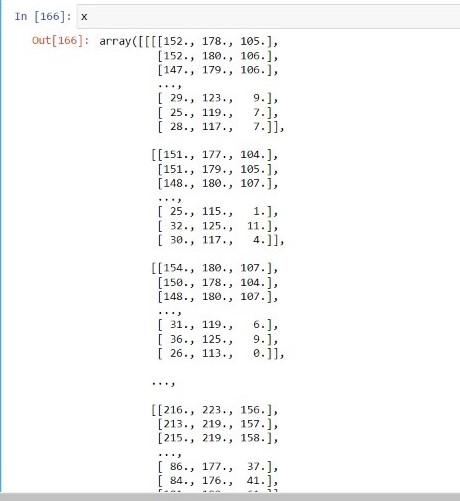 In [166]: x
Out[166]: array([[[[152., 178., 105.],
[152., 180., 106.],
[147., 179., 106.],
...,
[ 29., 123., 9.],
[ 25., 119., 7.],
[ 28., 117., 7.]],
[[151., 177., 104.],
[151., 179., 105.],
[148., 180., 107.],
...,
[ 25., 115., 1.],
[ 32., 125., 11.],
[ 30., 117., 4.]],
[[154., 180., 107.],
[150., 178., 104.],
[148., 180., 107.],
...,
[ 31., 119., 6.],
[ 36., 125., 9.],
[ 26., 113., 0.]],
...,
[[216., 223., 156.],
[213., 219., 157.],
[215., 219., 158.],
...,
[ 86., 177., 37.],
[ 84., 176., 41.],